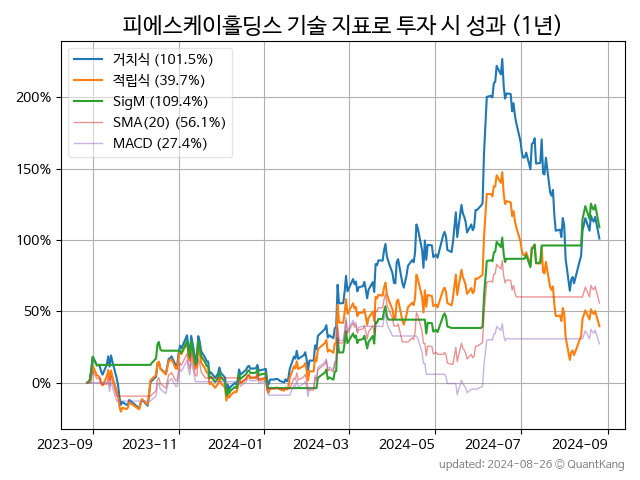 피에스케이홀딩스 기술 지표로 투자 시 성과 (1년)
거치식 (101.5%)
적립식 (39.7%)
SigM (109.4%)
SMA(20) (56.1%)
MACD (27.4%)
200%
150%
100%
50%
0%
2023-09 2023-11 2024-01 2024-03 2024-05 2024-07 2024-09
updated: 2024-08-26 © QuantKang